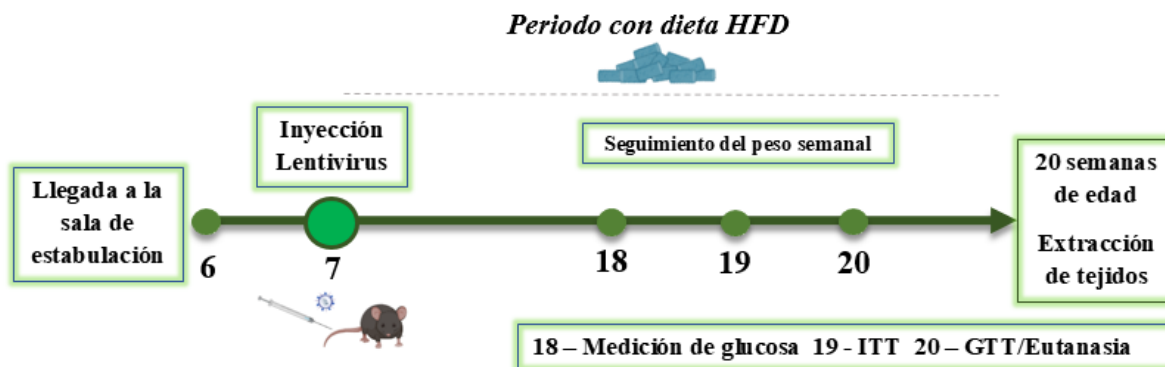 Periodo con dieta HFD
Inyección
Lentivirus
Seguimiento del peso semanal
Llegada a la
sala de
estabulación
20 semanas
de edad
Extracción
de tejidos
6
7
18
19
20
18 – Medición de glucosa 19 - ITT 20 – GTT/Eutanasia